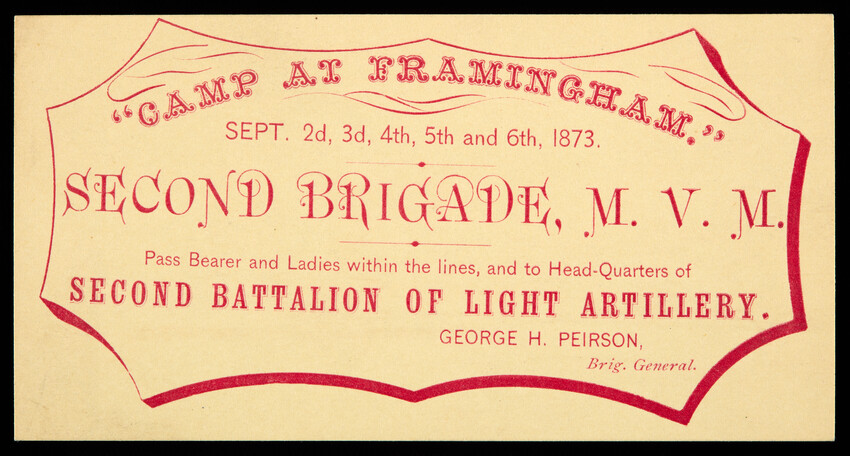 "CAMP AT FRAMINGHAM."
SEPT. 2d, 3d, 4th, 5th and 6th, 1873.
SECOND BRIGADE, M. V. M.
Pass Bearer and Ladies within the lines, and to Head-Quarters of
SECOND BATTALION OF LIGHT ARTILLERY.
GEORGE H. PEIRSON,
Brig. General.